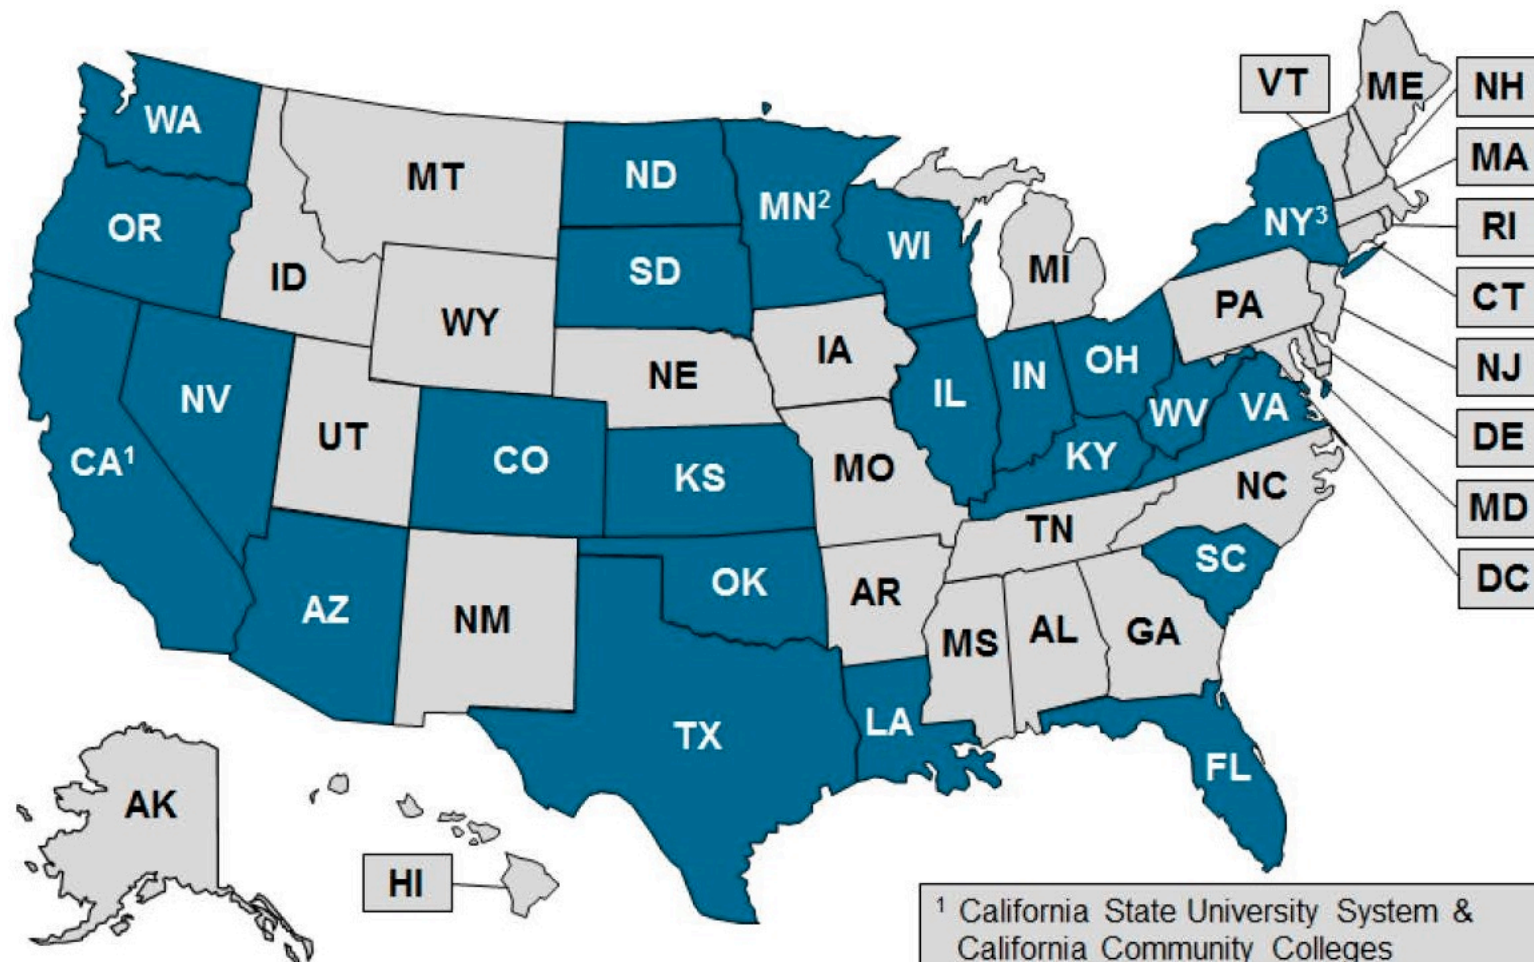 VT
ME
NH
WA
MA
MT
ND
MN²
NY³
RI
OR
WI
ID
SD
MI
CT
WY
PA
IA
OH
NJ
NE
IN
NV
IL
WV
VA
DE
UT
CA¹
CO
KS
MO
KY
NC
MD
TN
SC
DC
OK
AR
AZ
NM
MS
AL
GA
TX
LA
FL
AK
HI
¹ California State University System &
California Community Colleges